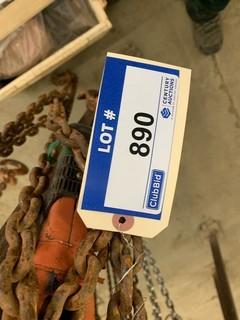 LOT #
890
CENTURY
AUCTIONS
ClubBid